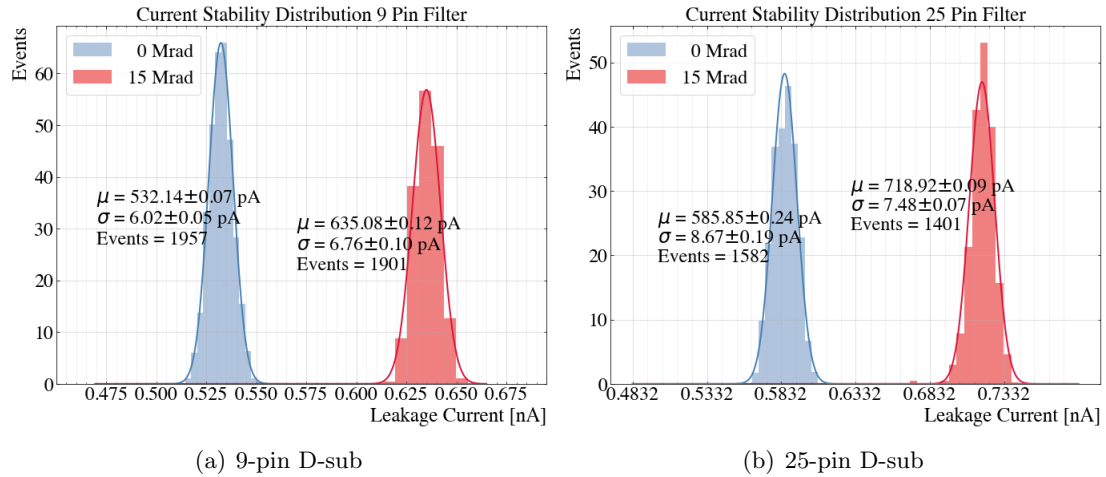 Current Stability Distribution 9 Pin Filter
Events
60
50
40
30
20
10
0
0 Mrad
15 Mrad
μ = 532.14±0.07 pA
σ = 6.02±0.05 pA
Events = 1957
μ = 635.08±0.12 pA
σ = 6.76±0.10 pA
Events = 1901
0.475 0.500 0.525 0.550 0.575 0.600 0.625 0.650 0.675
Leakage Current [nA]
(a) 9-pin D-sub
Current Stability Distribution 25 Pin Filter
Events
50
40
30
20
10
0
0 Mrad
15 Mrad
μ = 585.85±0.24 pA
σ = 8.67±0.19 pA
Events = 1582
μ = 718.92±0.09 pA
σ = 7.48±0.07 pA
Events = 1401
0.4832 0.5332 0.5832 0.6332 0.6832 0.7332
Leakage Current [nA]
(b) 25-pin D-sub